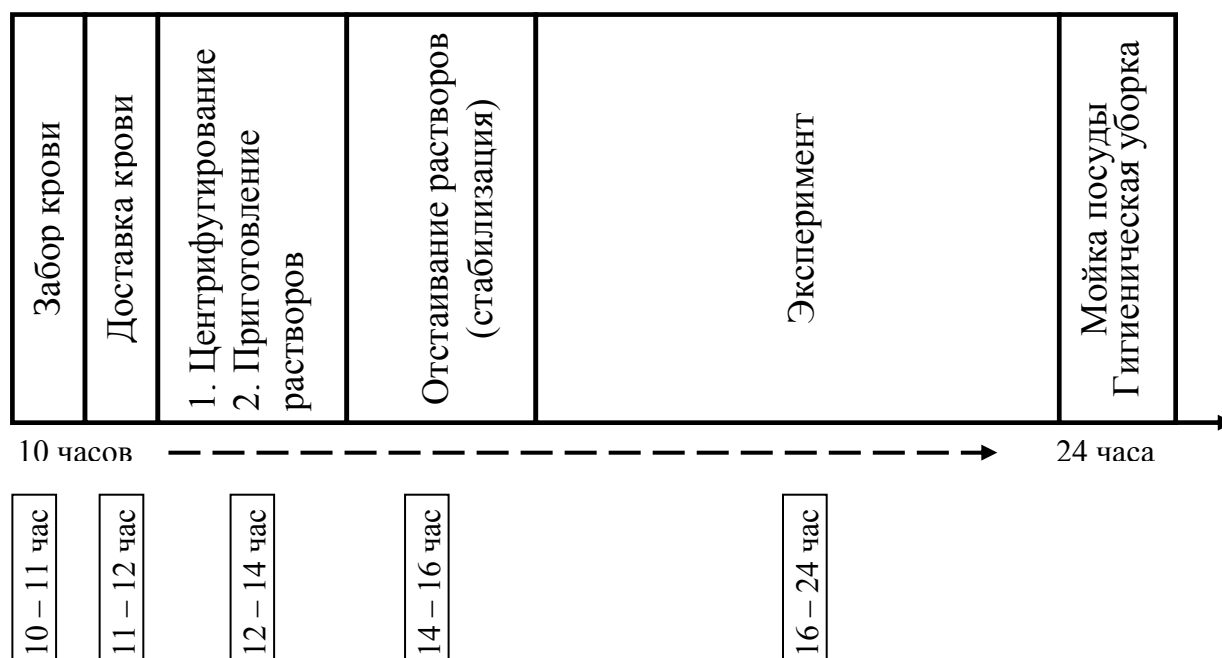 Забор крови
Доставка крови
1. Центрифугирование
2. Приготовление
растворов
Отстаивание растворов
(стабилизация)
Эксперимент
Мойка посуды
Гигиеническая уборка
10 часов
24 часа
10 – 11 час
11 – 12 час
12 – 14 час
14 – 16 час
16 – 24 час